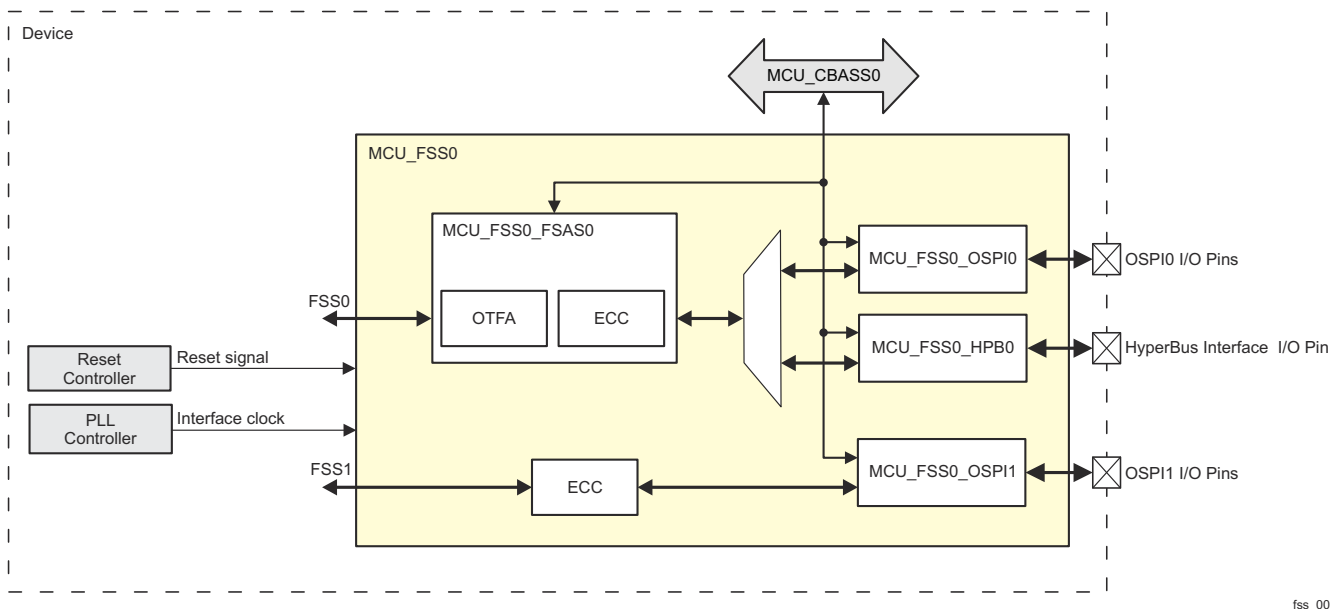 Device
MCU_CBASS0
MCU_FSS0
MCU_FSS0_FSAS0
MCU_FSS0_OSPI0
OSPI0 I/O Pins
FSS0
OTFA
ECC
MCU_FSS0_HPB0
HyperBus Interface I/O Pin
Reset
Controller
Reset signal
PLL
Controller
Interface clock
FSS1
ECC
MCU_FSS0_OSPI1
OSPI1 I/O Pins
fss_00